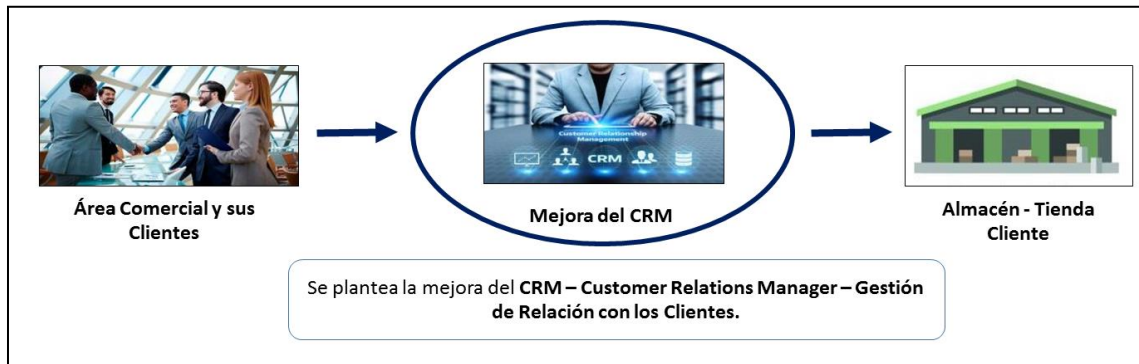 Customer Relationship
Management
CRM
Área Comercial y sus
Clientes
Mejora del CRM
Almacén - Tienda
Cliente
Se plantea la mejora del CRM – Customer Relations Manager – Gestión
de Relación con los Clientes.